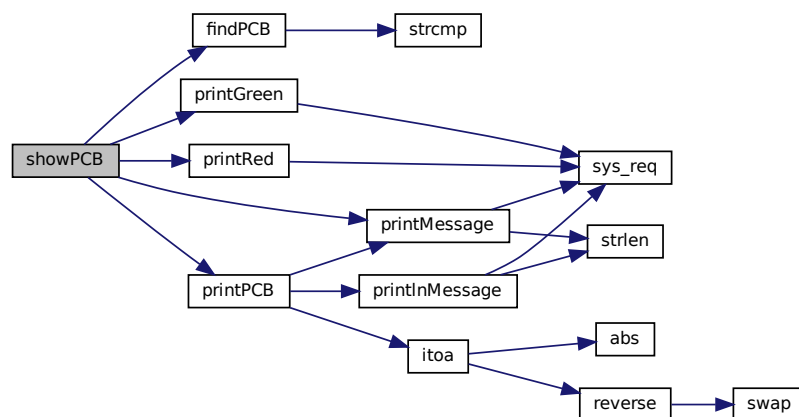 findPCB
strcmp
printGreen
showPCB
printRed
sys_req
printMessage
strlen
printPCB
printlnMessage
abs
itoa
reverse
swap